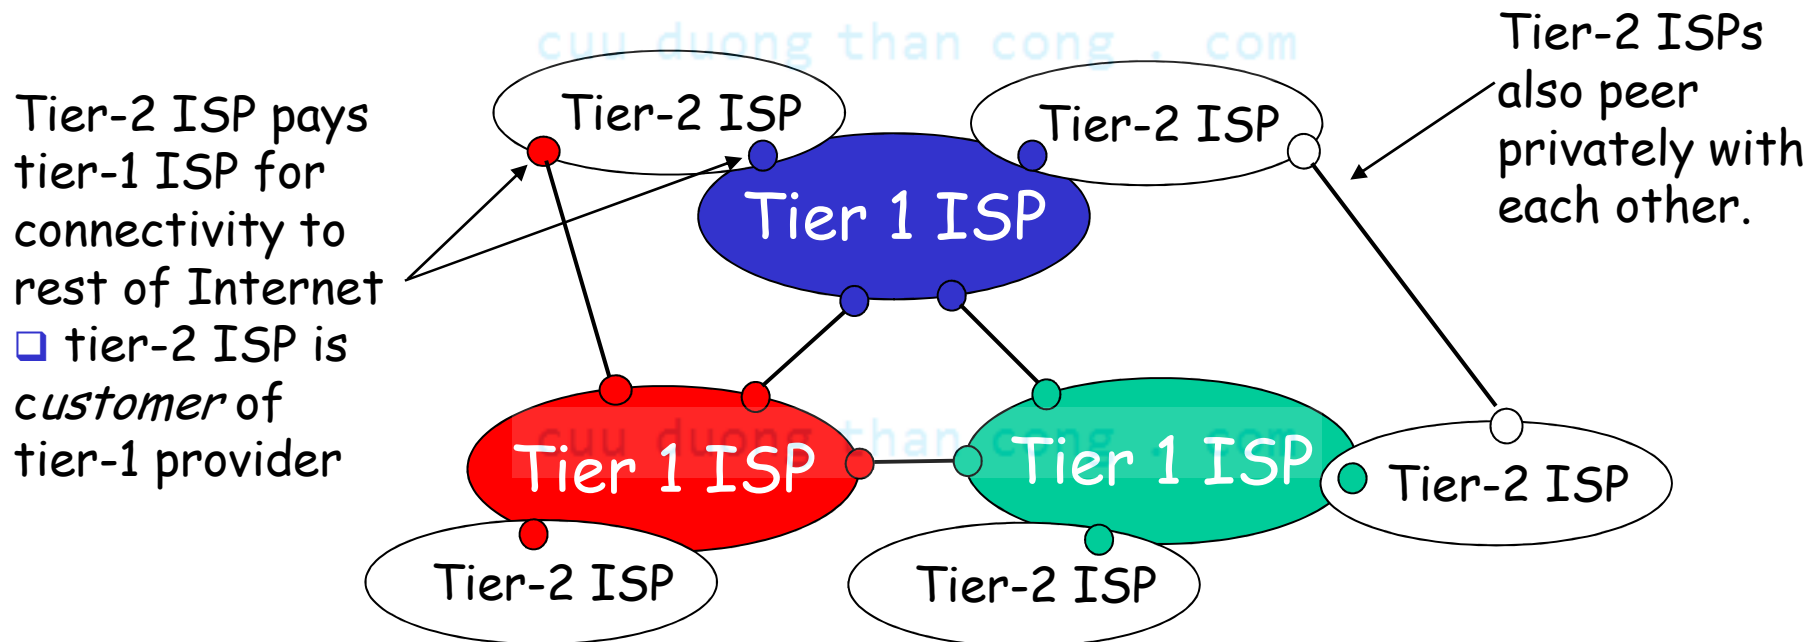 cuu duong than cong . com
Tier-2 ISPs
also peer
privately with
each other.
Tier-2 ISP pays
tier-1 ISP for
connectivity to
rest of Internet
❑ tier-2 ISP is
customer of
tier-1 provider
Tier-2 ISP
Tier-2 ISP
Tier 1 ISP
cuu duong than cong . com
Tier 1 ISP
Tier 1 ISP
Tier-2 ISP
Tier-2 ISP
Tier-2 ISP